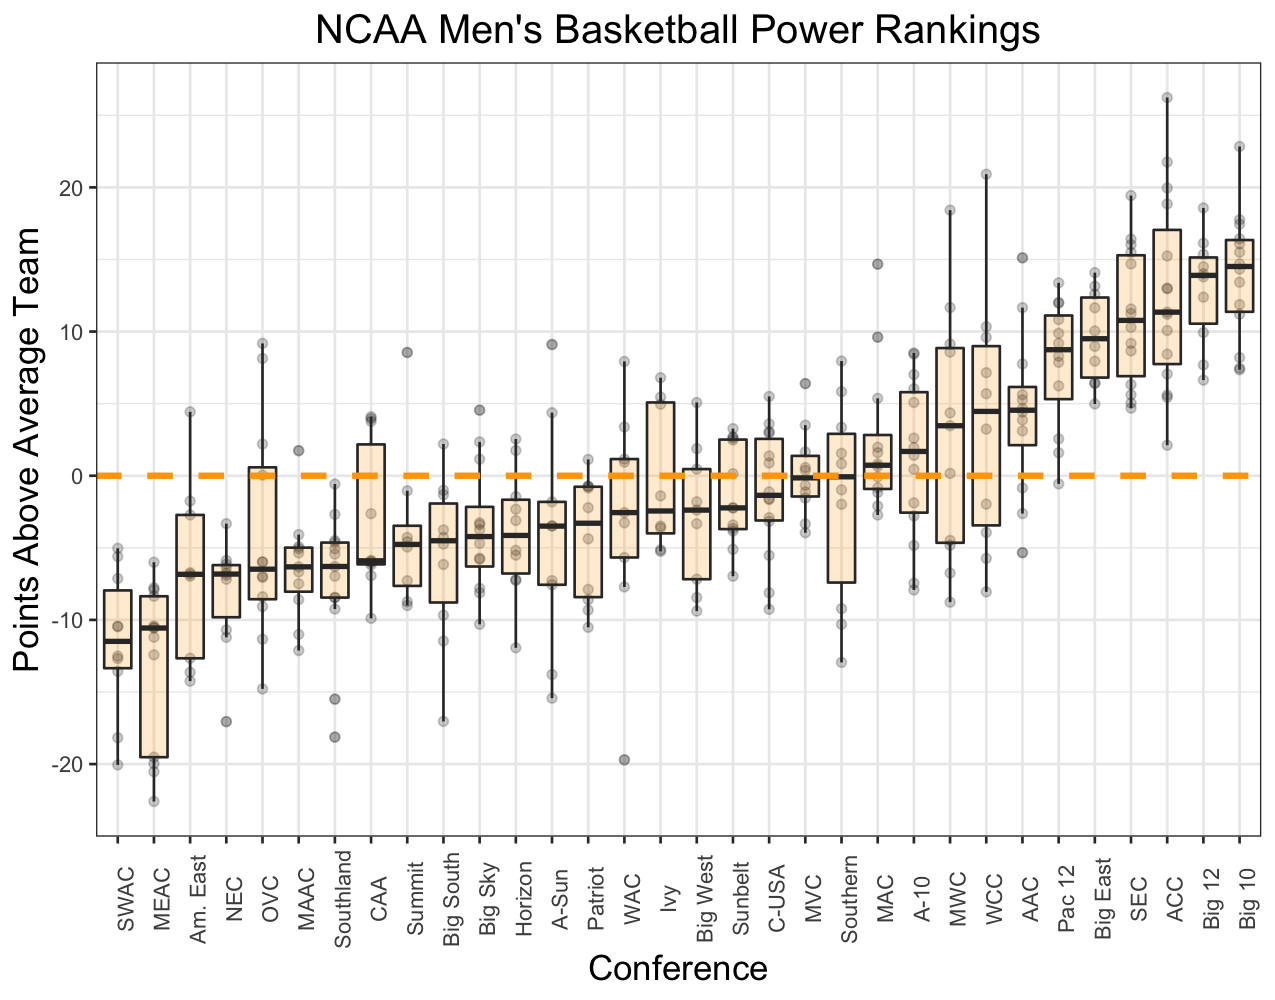 NCAA Men's Basketball Power Rankings
Points Above Average Team
20
10
0
-10
-20
SWAC
MEAC
Am. East
NEC
OVC
MAAC
Southland
CAA
Summit
Big South
Big Sky
Horizon
A-Sun
Patriot
WAC
Ivy
Big West
Sunbelt
C-USA
MVC
Southern
MAC
A-10
MWC
WCC
AAC
Pac 12
Big East
SEC
ACC
Big 12
Big 10
Conference